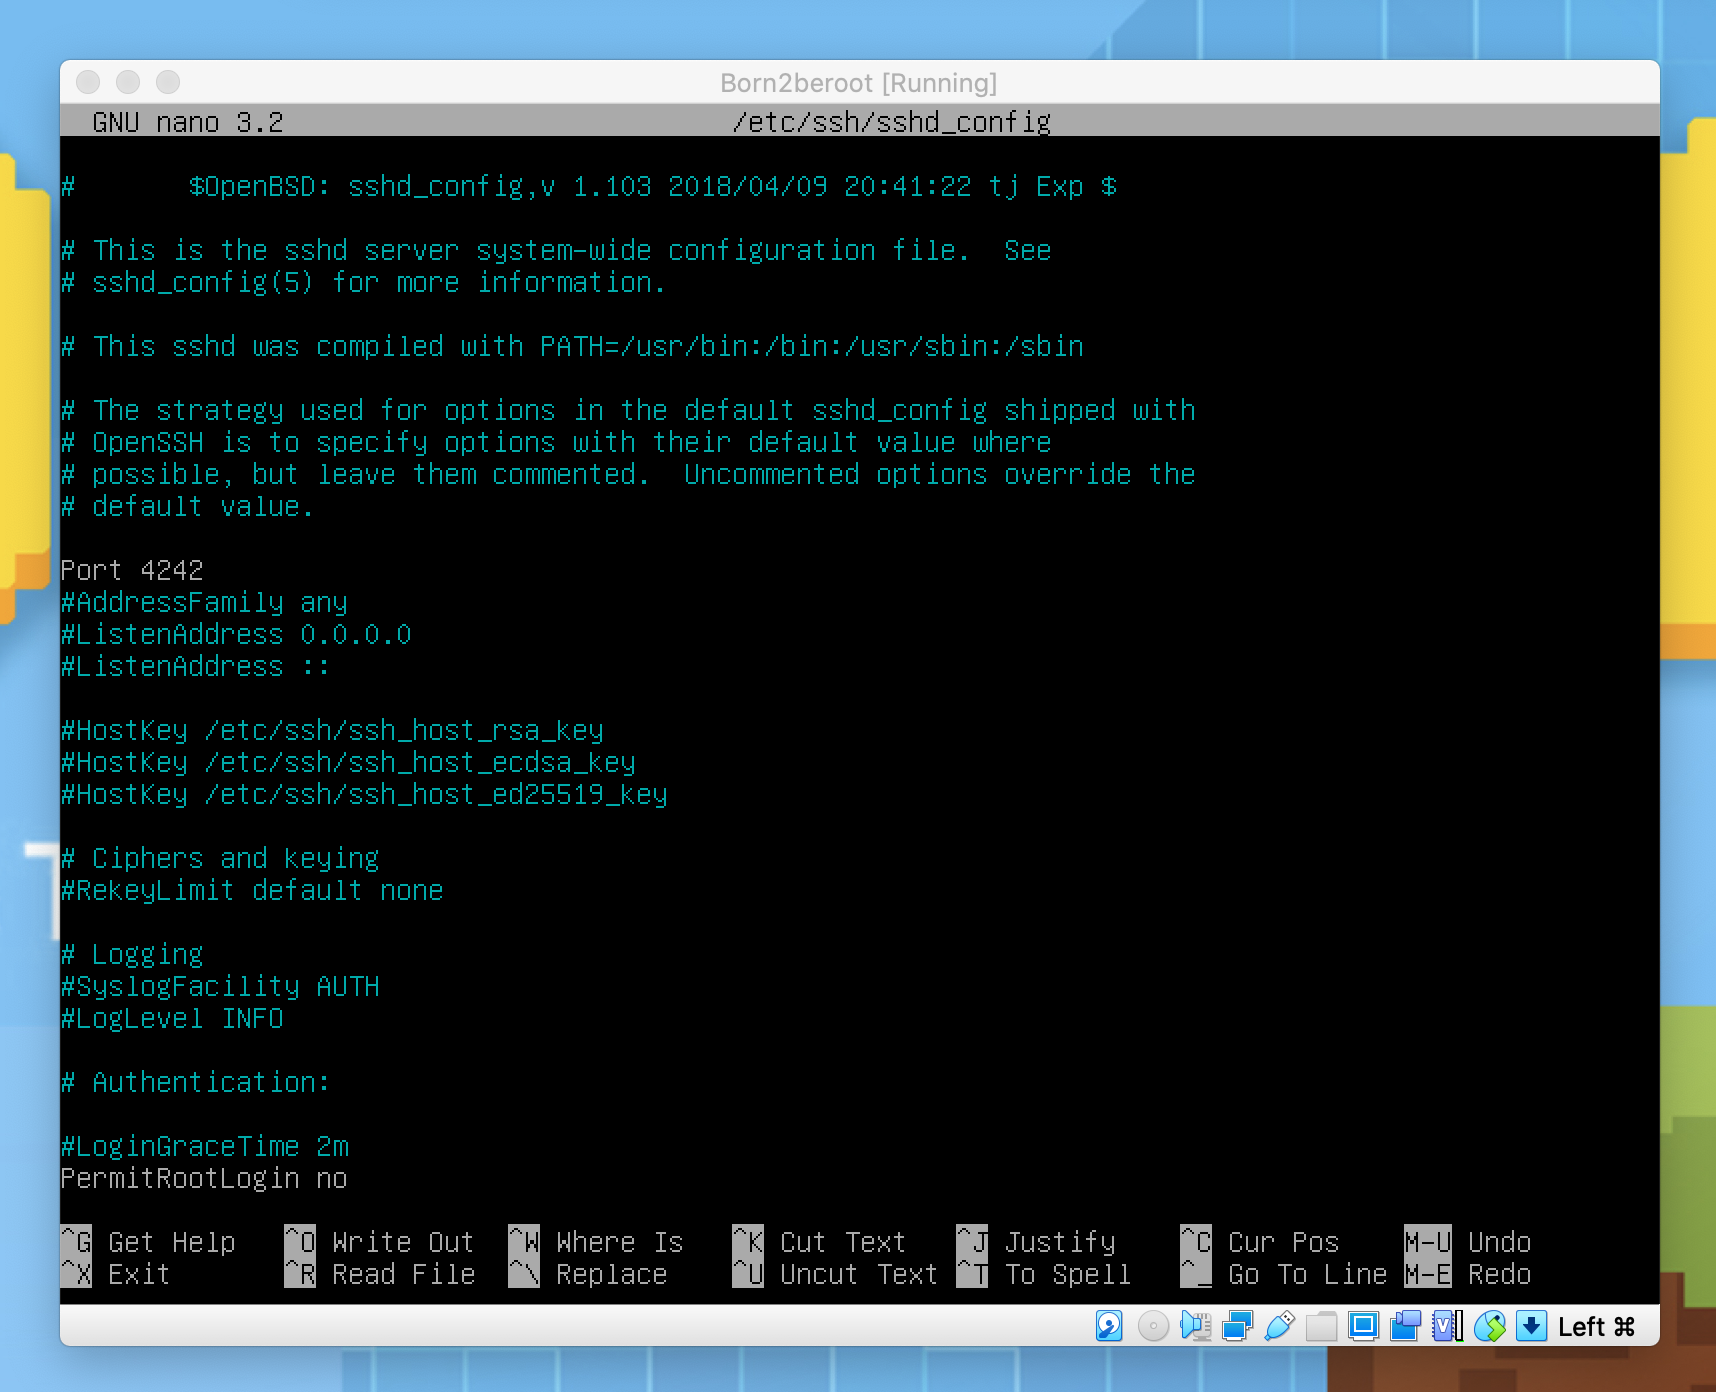 Born2beroot [Running]
GNU nano 3.2 /etc/ssh/sshd_config
# $OpenBSD: sshd_config,v 1.103 2018/04/09 20:41:22 tj Exp $
# This is the sshd server system-wide configuration file.  See
# sshd_config(5) for more information.
# This sshd was compiled with PATH=/usr/bin:/bin:/usr/sbin:/sbin
# The strategy used for options in the default sshd_config shipped with
# OpenSSH is to specify options with their default value where
# possible, but leave them commented.  Uncommented options override the
# default value.
Port 4242
#AddressFamily any
#ListenAddress 0.0.0.0
#ListenAddress ::
#HostKey /etc/ssh/ssh_host_rsa_key
#HostKey /etc/ssh/ssh_host_ecdsa_key
#HostKey /etc/ssh/ssh_host_ed25519_key
# Ciphers and keying
#RekeyLimit default none
# Logging
#SyslogFacility AUTH
#LogLevel INFO
# Authentication:
#LoginGraceTime 2m
PermitRootLogin no
^G Get Help ^O Write Out ^W Where Is ^K Cut Text ^J Justify ^C Cur Pos M-U Undo
^X Exit ^R Read File ^\ Replace ^U Uncut Text ^T To Spell ^_ Go To Line M-E Redo
Left ⌘